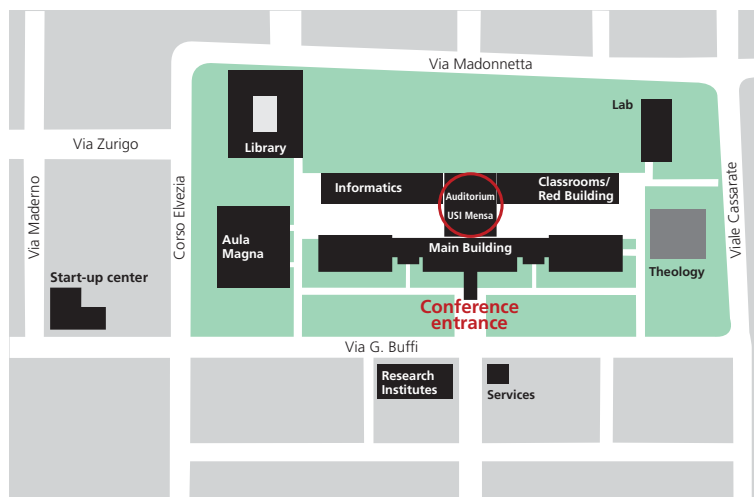 Via Madonnetta
Lab
Via Zurigo
Library
Informatics
Auditorium
USI Mensa
Classrooms/
Red Building
Via Maderno
Corso Elvezia
Viale Cassarate
Aula
Magna
Main Building
Theology
Start-up center
Conference
entrance
Via G. Buffi
Research
Institutes
Services